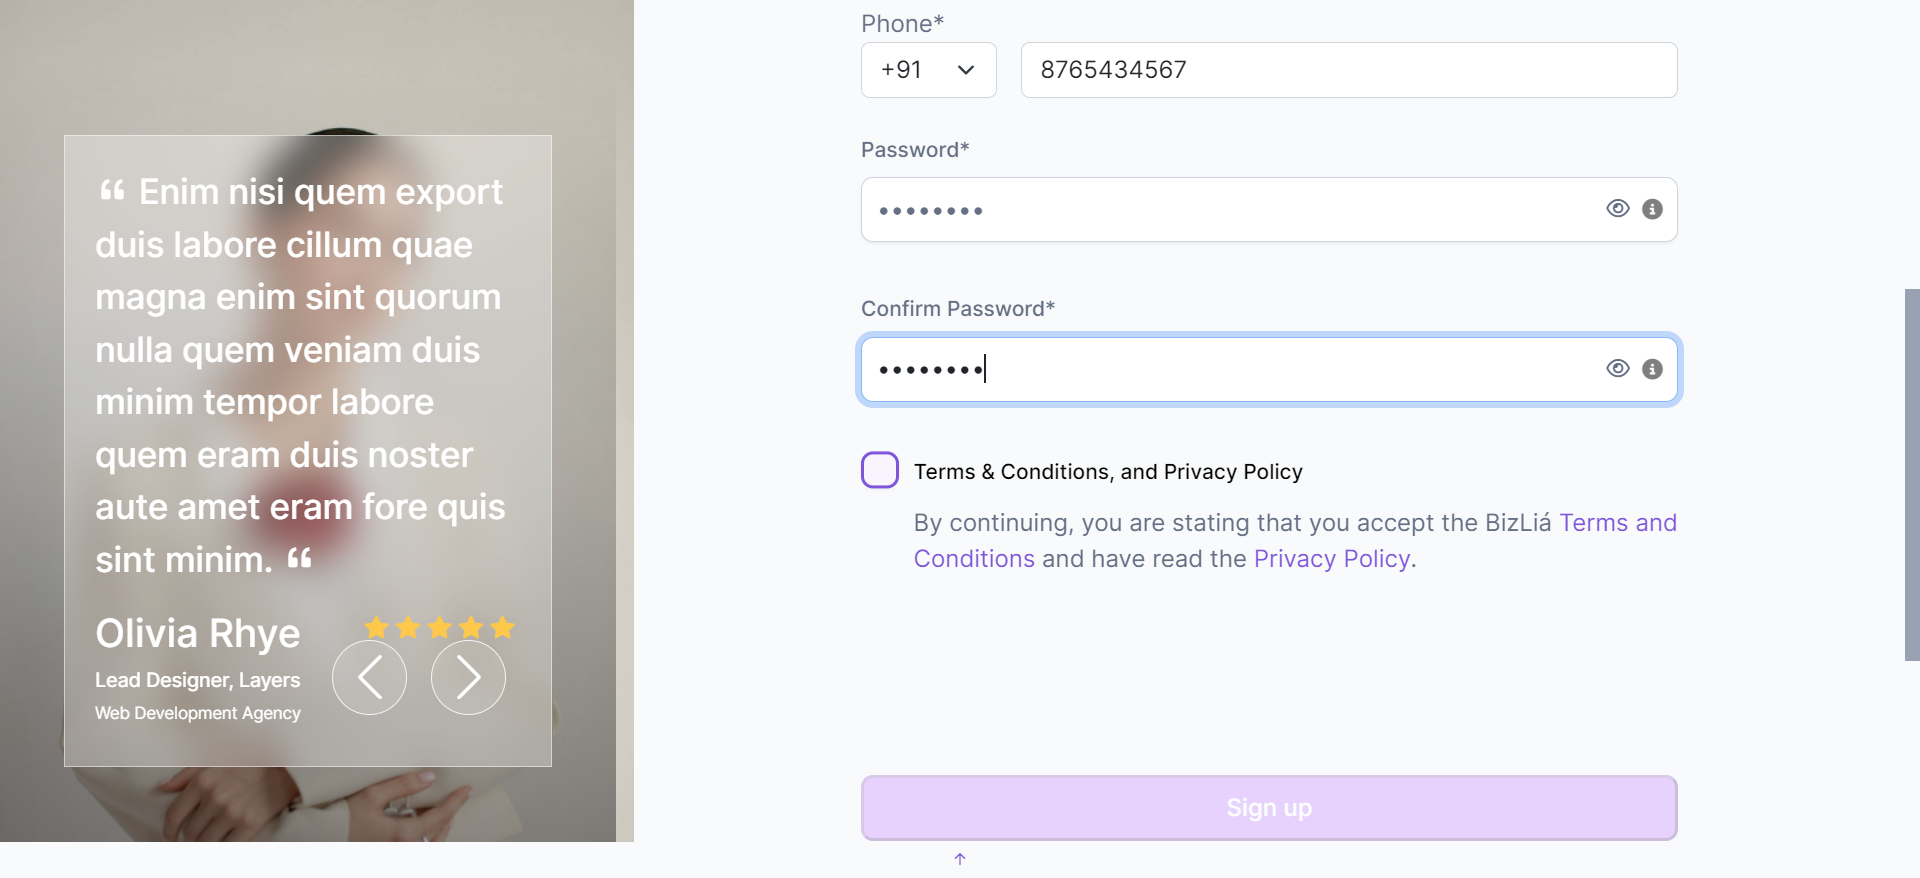 “ Enim nisi quem export
duis labore cillum quae
magna enim sint quorum
nulla quem veniam duis
minim tempor labore
quem eram duis noster
aute amet eram fore quis
sint minim. “
Olivia Rhye
Lead Designer, Layers
Web Development Agency
Phone*
+91
8765434567
Password*
••••••••
Confirm Password*
••••••••
Terms & Conditions, and Privacy Policy
By continuing, you are stating that you accept the BizLiá Terms and
Conditions and have read the Privacy Policy.
Sign up